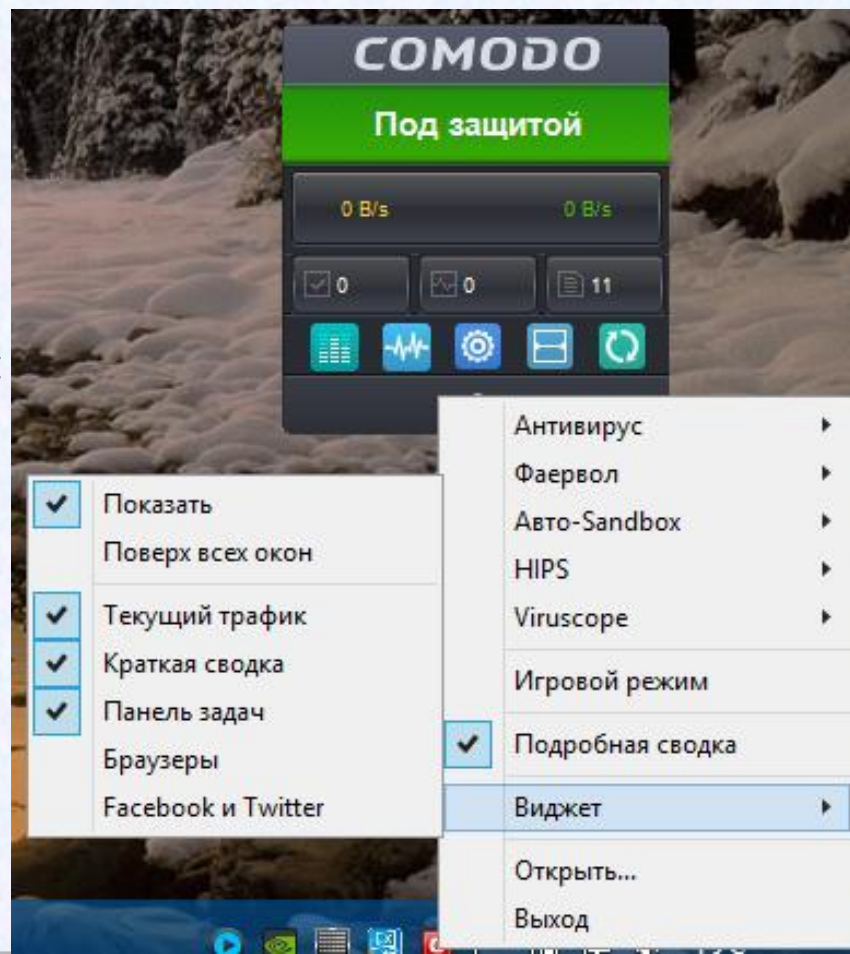 COMODO
Под защитой
0 B/s 0 B/s
0 0 11
Антивирус
Фаервол
Авто-Sandbox
HIPS
Viruscope
Игровой режим
Подробная сводка
Виджет
Открыть...
Выход
Показать
Поверх всех окон
Текущий трафик
Краткая сводка
Панель задач
Браузеры
Facebook и Twitter